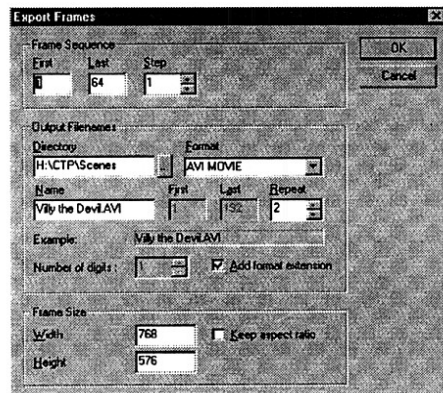 Export Frames
Frame Sequence
First Last Step
1 64 1
OK
Cancel
Output Filenames
Directory Format
H:\CTP\Scenes AVI MOVIE
Name First Last Repeat
Villy the Devil.AVI 1 192 2
Example: Villy the Devil.AVI
Number of digits : 1 Add format extension
Frame Size
Width 768 Keep aspect ratio
Height 576